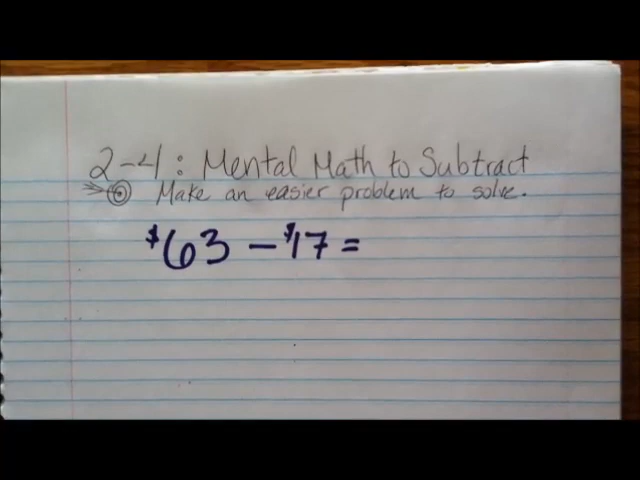 2-4: Mental Math to Subtract
Make an easier problem to solve.
$63 - $17 =